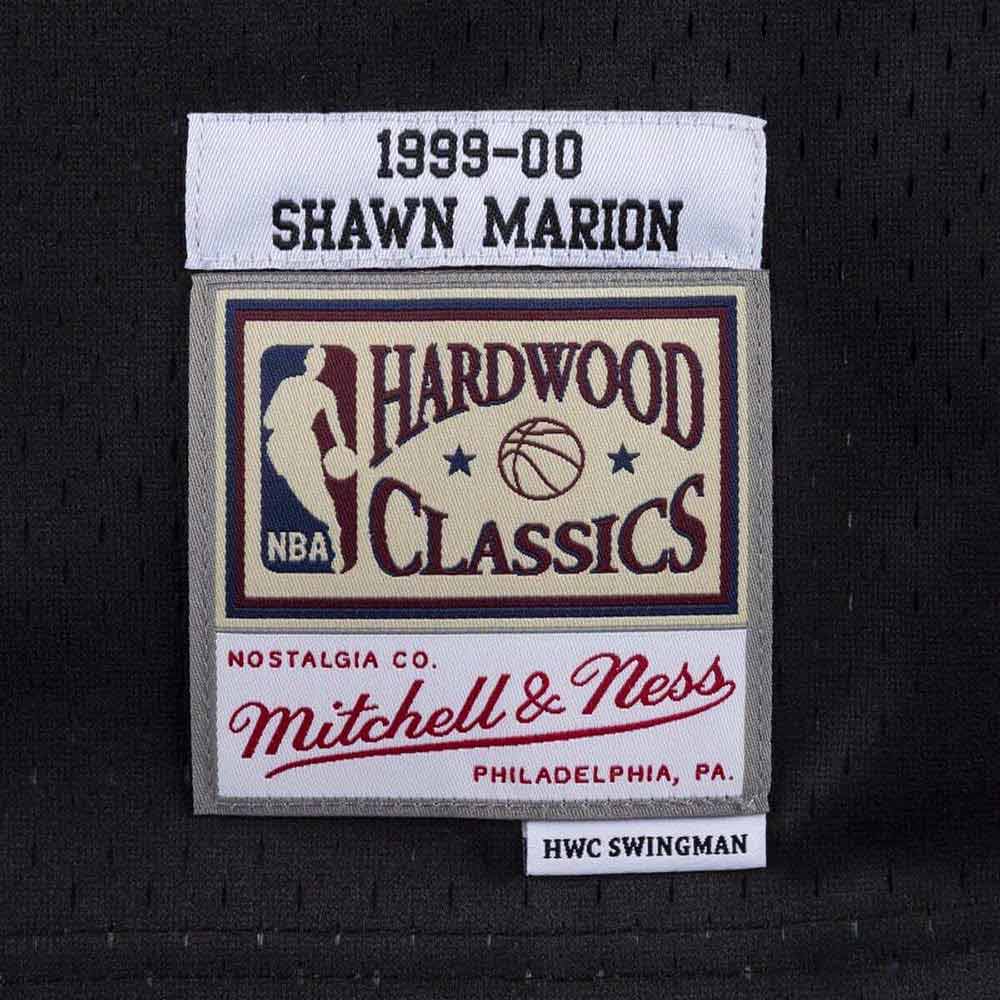 1999-00
SHAWN MARION
HARDWOOD
CLASSICS
NBA
NOSTALGIA CO.
Mitchell & Ness
PHILADELPHIA, PA.
HWC SWINGMAN